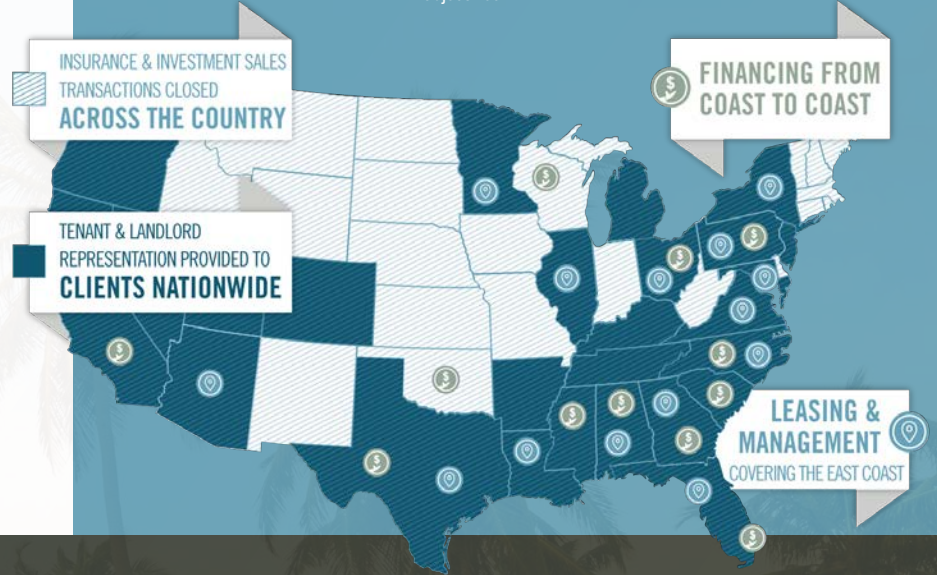 INSURANCE & INVESTMENT SALES
TRANSACTIONS CLOSED
ACROSS THE COUNTRY
FINANCING FROM
COAST TO COAST
TENANT & LANDLORD
REPRESENTATION PROVIDED TO
CLIENTS NATIONWIDE
LEASING &
MANAGEMENT
COVERING THE EAST COAST